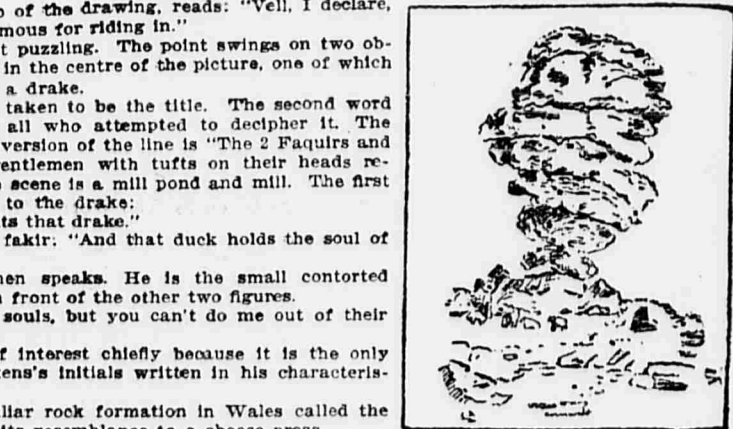 of the drawing, reads: "Vell, I declare,
mous for riding in."
t puzzling. The point swings on two ob-
in the centre of the picture, one of which
a drake.
taken to be the title. The second word
all who attempted to decipher it. The
version of the line is "The 2 Faquirs and
entlemen with tufts on their heads re-
scene is a mill pond and mill. The first
to the drake:
ts that drake."
fakir: "And that duck holds the soul of
en speaks. He is the small contorted
front of the other two figures.
souls, but you can't do me out of their
f interest chiefly because it is the only
ens's initials written in his characteris-
liar rock formation in Wales called the
its resemblance to a cheese press.